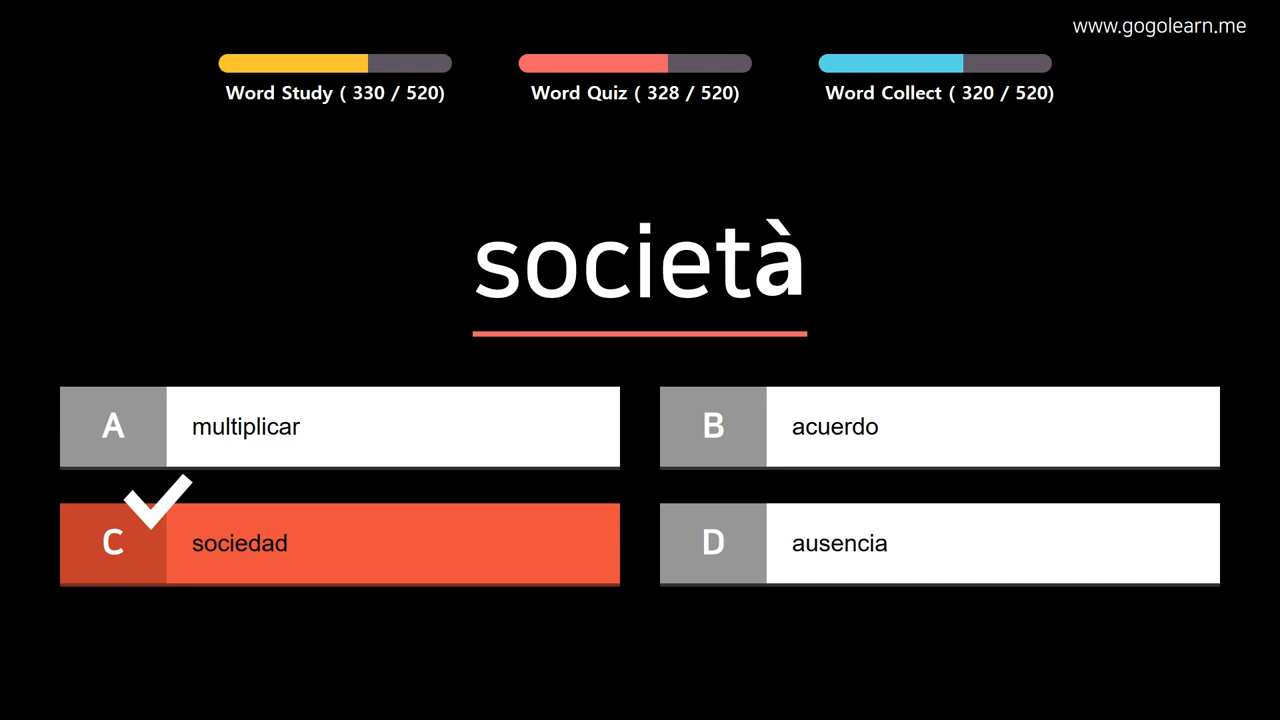 www.gogolearn.me
Word Study ( 330 / 520)
Word Quiz ( 328 / 520)
Word Collect ( 320 / 520)
società
A multiplicar
B acuerdo
C sociedad
D ausencia